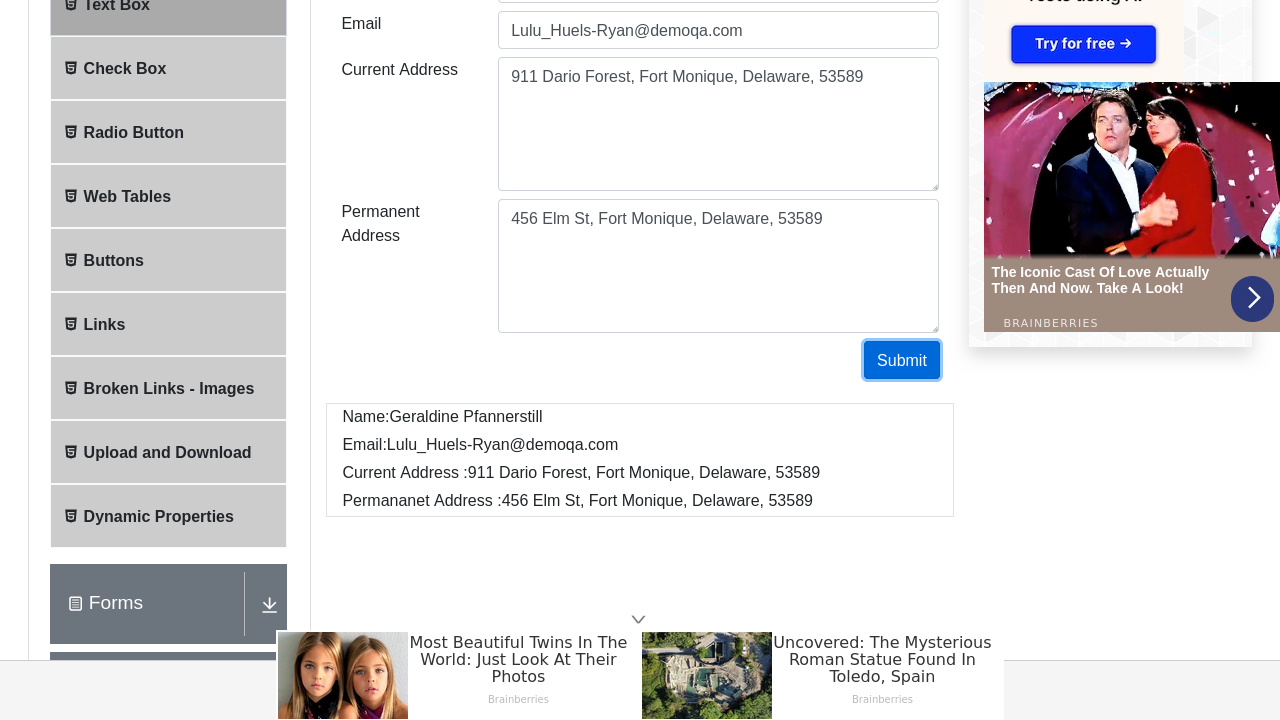 Text Box
Check Box
Radio Button
Web Tables
Buttons
Links
Broken Links - Images
Upload and Download
Dynamic Properties
Forms
Email
Lulu_Huels-Ryan@demoqa.com
Current Address
911 Dario Forest, Fort Monique, Delaware, 53589
Permanent
Address
456 Elm St, Fort Monique, Delaware, 53589
Submit
Name:Geraldine Pfannerstill
Email:Lulu_Huels-Ryan@demoqa.com
Current Address :911 Dario Forest, Fort Monique, Delaware, 53589
Permananet Address :456 Elm St, Fort Monique, Delaware, 53589
Try for free →
The Iconic Cast Of Love Actually
Then And Now. Take A Look!
BRAINBERRIES
Most Beautiful Twins In The
World: Just Look At Their
Photos
Brainberries
Uncovered: The Mysterious
Roman Statue Found In
Toledo, Spain
Brainberries